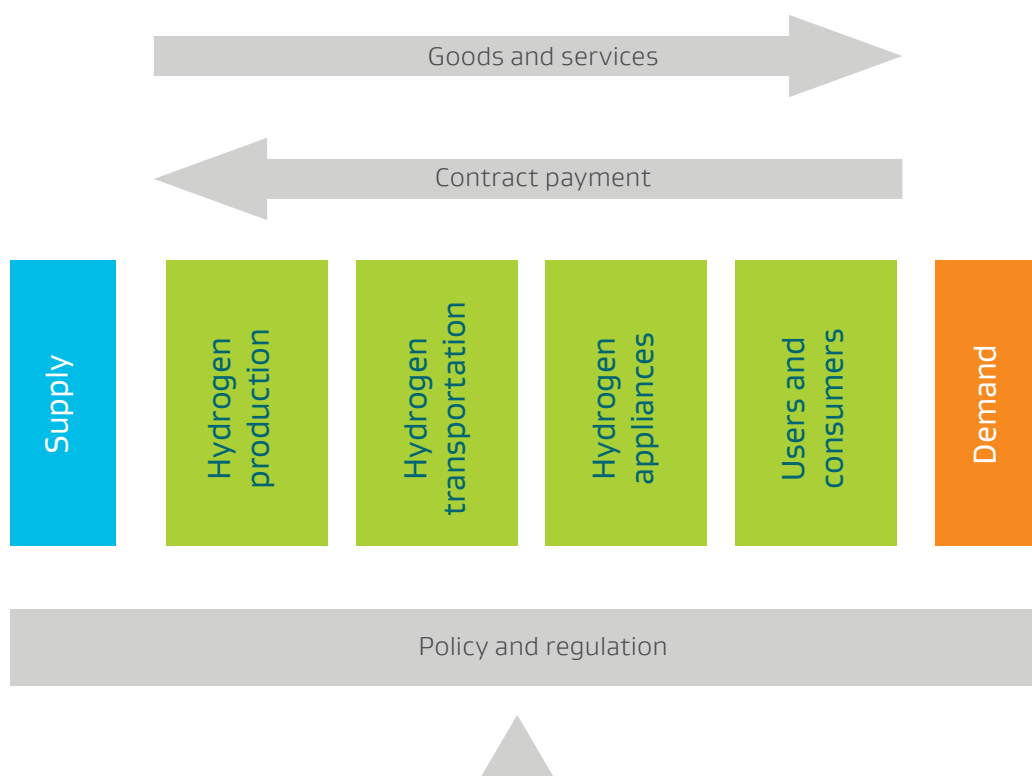 Goods and services
Contract payment
Supply
Hydrogen
production
Hydrogen
transportation
Hydrogen
appliances
Users and
consumers
Demand
Policy and regulation